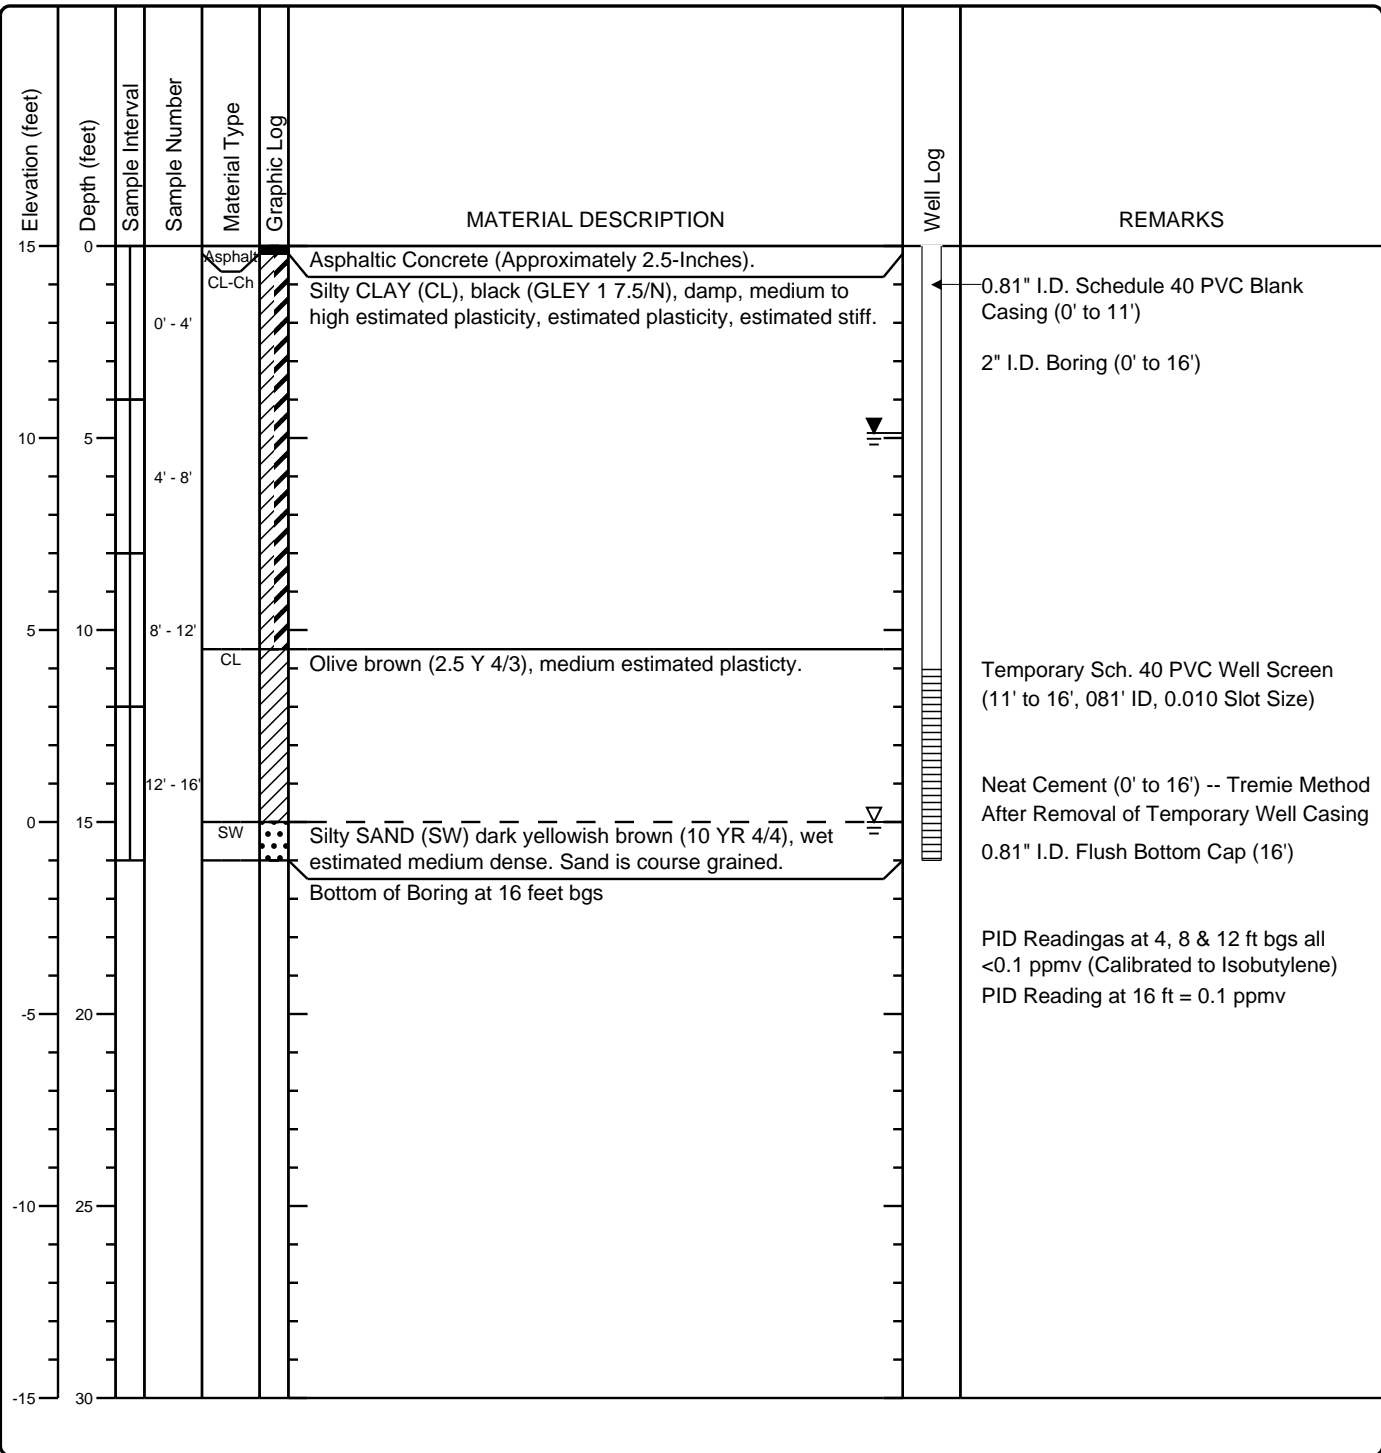 Elevation (feet)
Depth (feet)
Sample Interval
Sample Number
Material Type
Graphic Log
MATERIAL DESCRIPTION
Well Log
REMARKS
15
0
Asphalt
Asphaltic Concrete (Approximately 2.5-Inches).
CL-Ch
Silty CLAY (CL), black (GLEY 1 7.5/N), damp, medium to
high estimated plasticity, estimated plasticity, estimated stiff.
0.81" I.D. Schedule 40 PVC Blank
Casing (0' to 11')
0' - 4'
2" I.D. Boring (0' to 16')
10
5
4' - 8'
5
10
8' - 12'
CL
Olive brown (2.5 Y 4/3), medium estimated plasticty.
Temporary Sch. 40 PVC Well Screen
(11' to 16', 081' ID, 0.010 Slot Size)
12' - 16'
Neat Cement (0' to 16') -- Tremie Method
After Removal of Temporary Well Casing
0
15
SW
Silty SAND (SW) dark yellowish brown (10 YR 4/4), wet
estimated medium dense. Sand is course grained.
0.81" I.D. Flush Bottom Cap (16')
Bottom of Boring at 16 feet bgs
PID Readingas at 4, 8 & 12 ft bgs all
<0.1 ppmv (Calibrated to Isobutylene)
PID Reading at 16 ft = 0.1 ppmv
-5
20
-10
25
-15
30